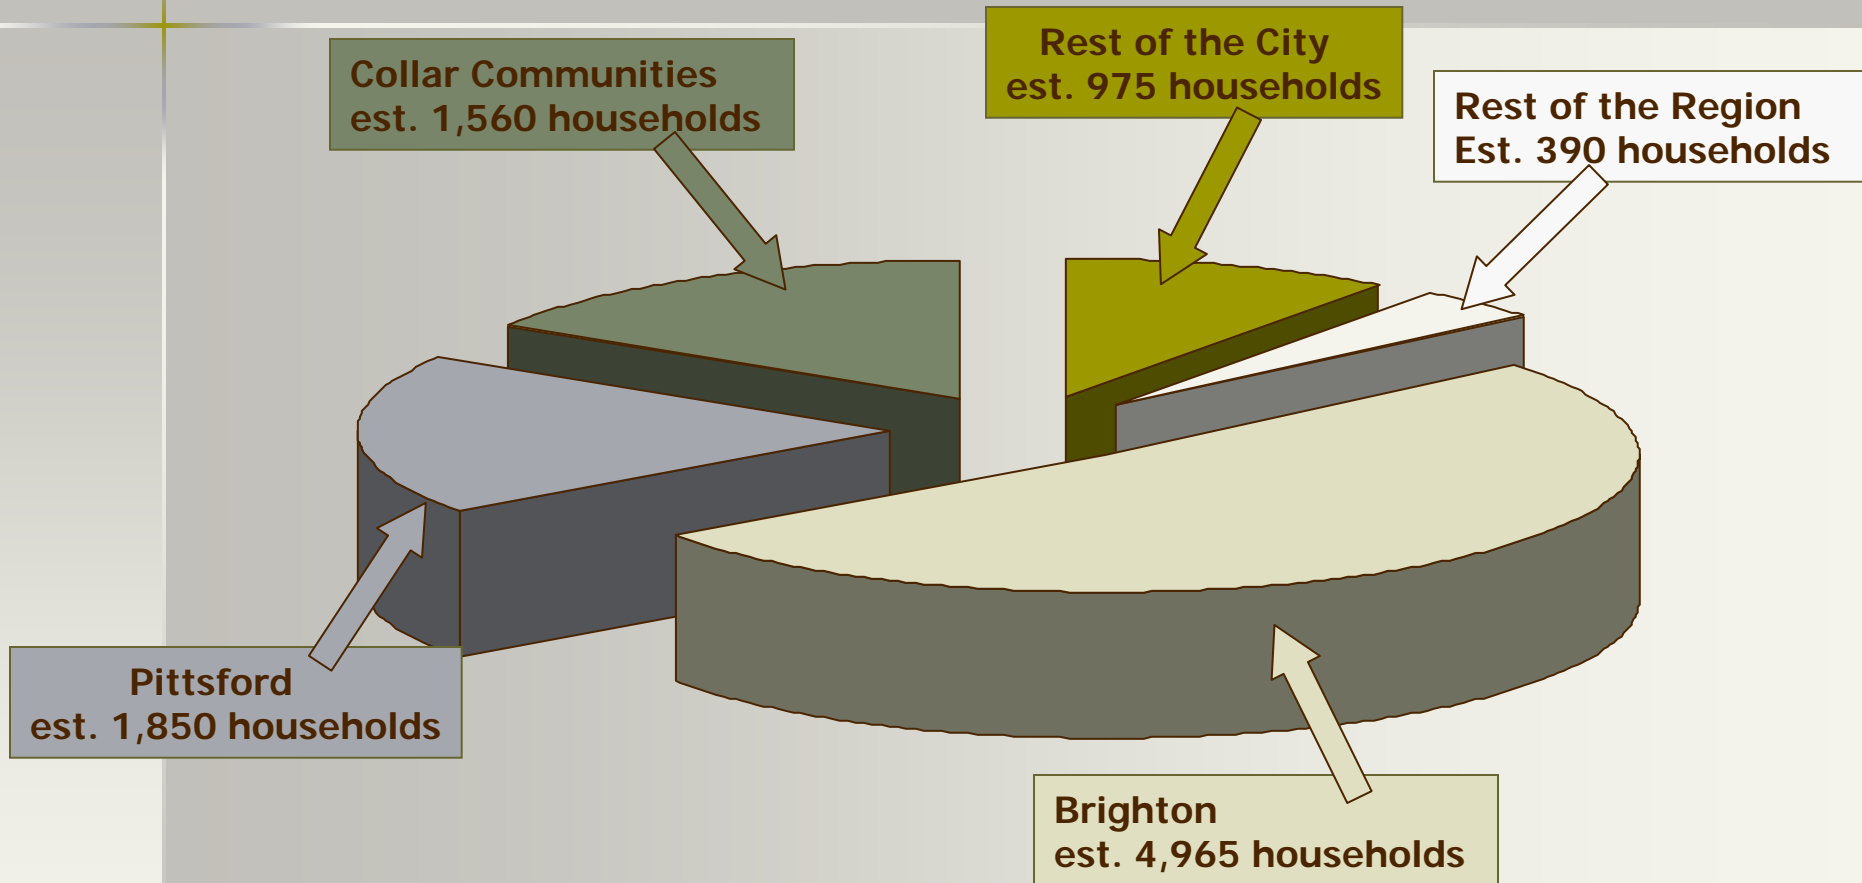 Collar Communities
est. 1,560 households
Rest of the City
est. 975 households
Rest of the Region
Est. 390 households
Pittsford
est. 1,850 households
Brighton
est. 4,965 households